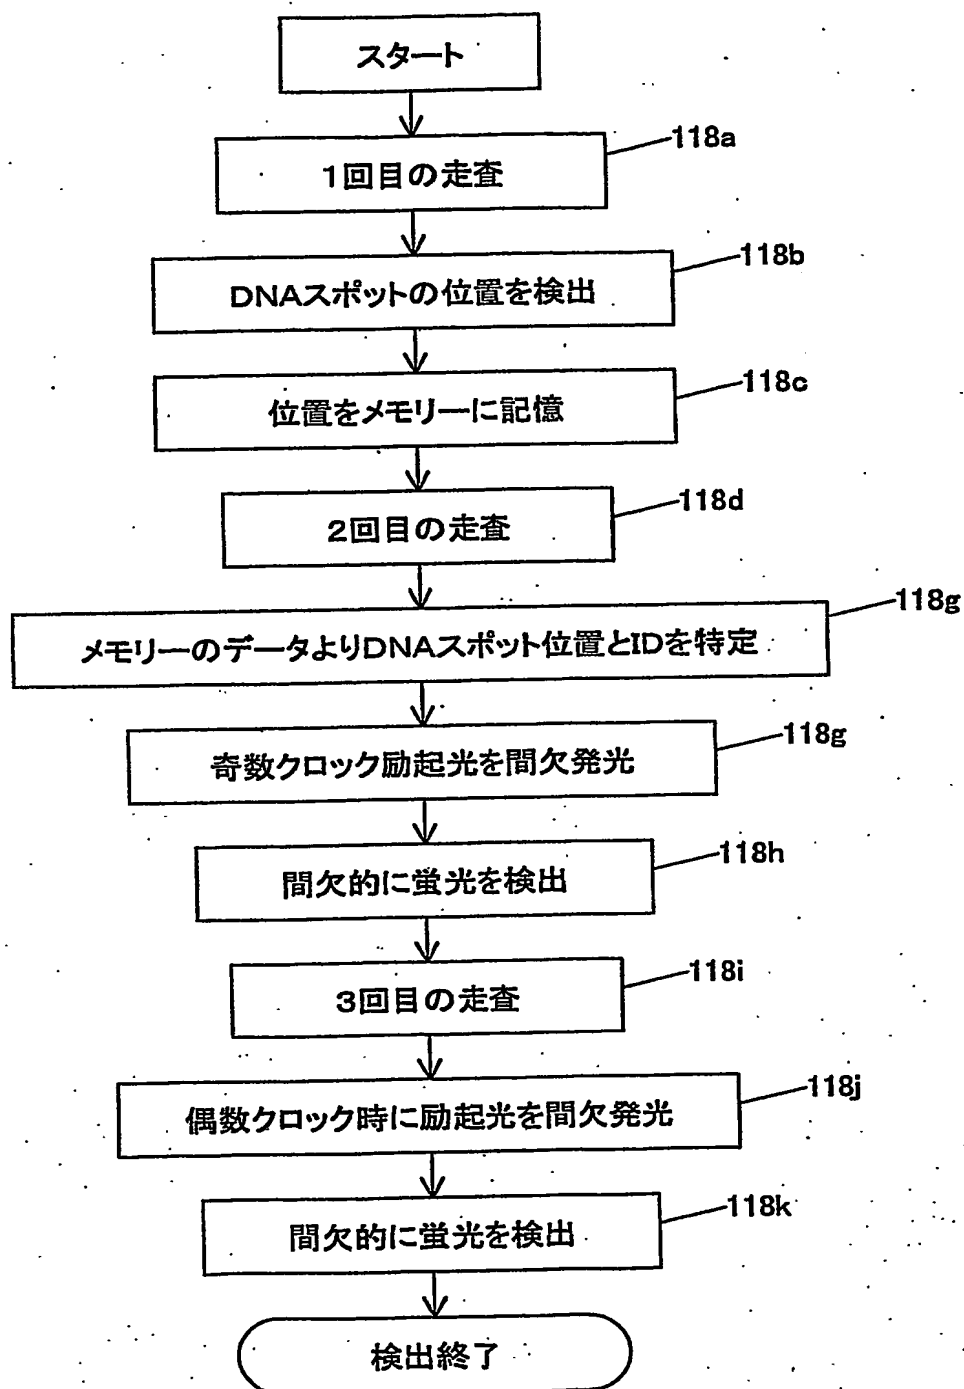 スタート
118a
1回目の走査
118b
DNAスポットの位置を検出
118c
位置をメモリーに記憶
118d
2回目の走査
118g
メモリーのデータよりDNAスポット位置とIDを特定
118g
奇数クロック励起光を間欠発光
118h
間欠的に蛍光を検出
118i
3回目の走査
118j
偶数クロック時に励起光を間欠発光
118k
間欠的に蛍光を検出
検出終了